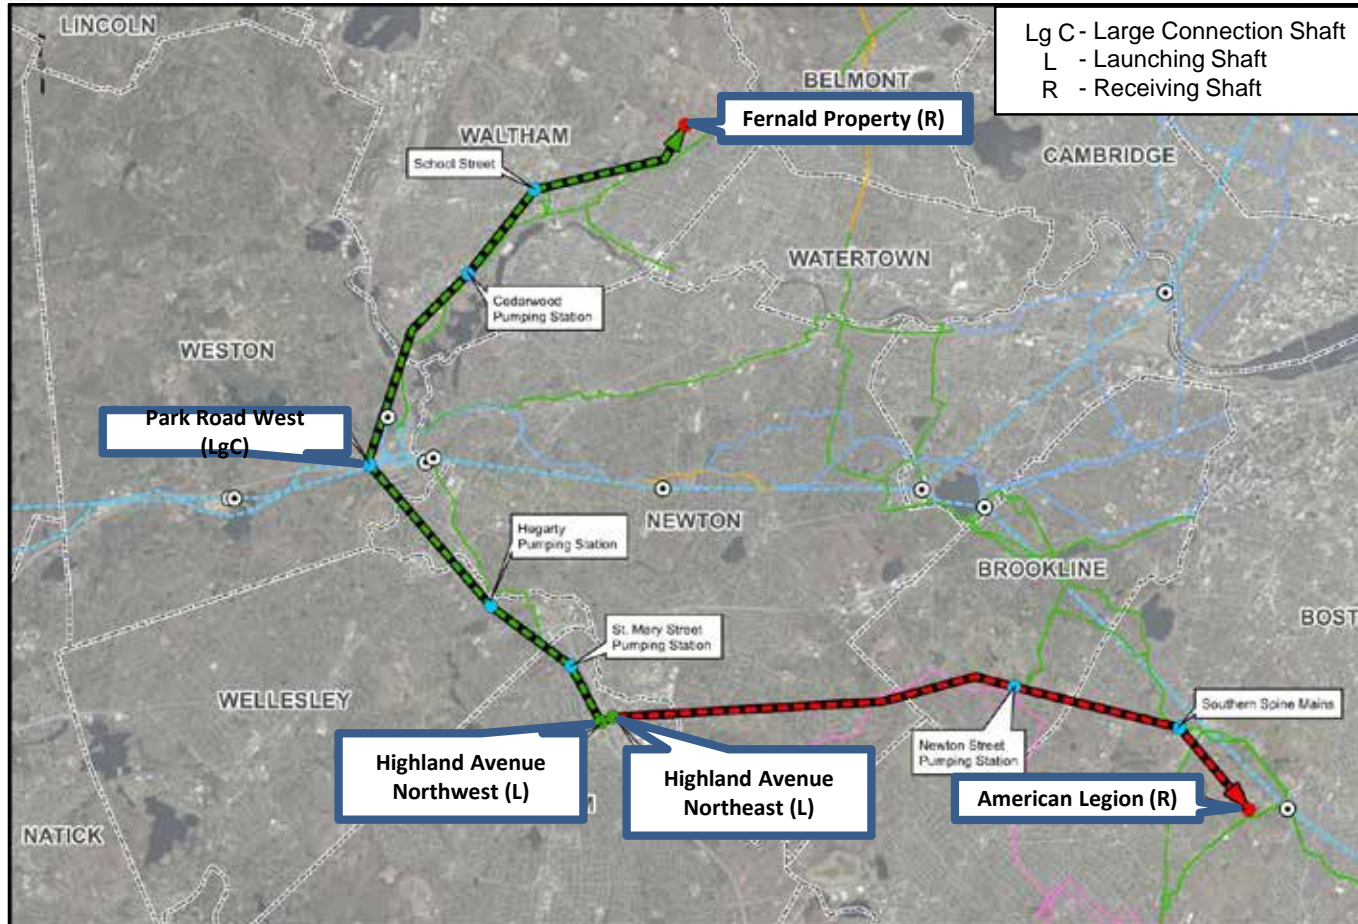 LINCOLN
Lg C - Large Connection Shaft
L - Launching Shaft
R - Receiving Shaft
BELMONT
Fernald Property (R)
WALTHAM
School Street
CAMBRIDGE
WATERTOWN
Cedarwood
Pumping Station
WESTON
Park Road West
(LgC)
Hegarty
Pumping Station
NEWTON
BROOKLINE
BOST
St. Mary Street
Pumping Station
WELLESLEY
Southern Spine Mains
Newton Street
Pumping Station
Highland Avenue
Northwest (L)
M
Highland Avenue
Northeast (L)
American Legion (R)
NATICK